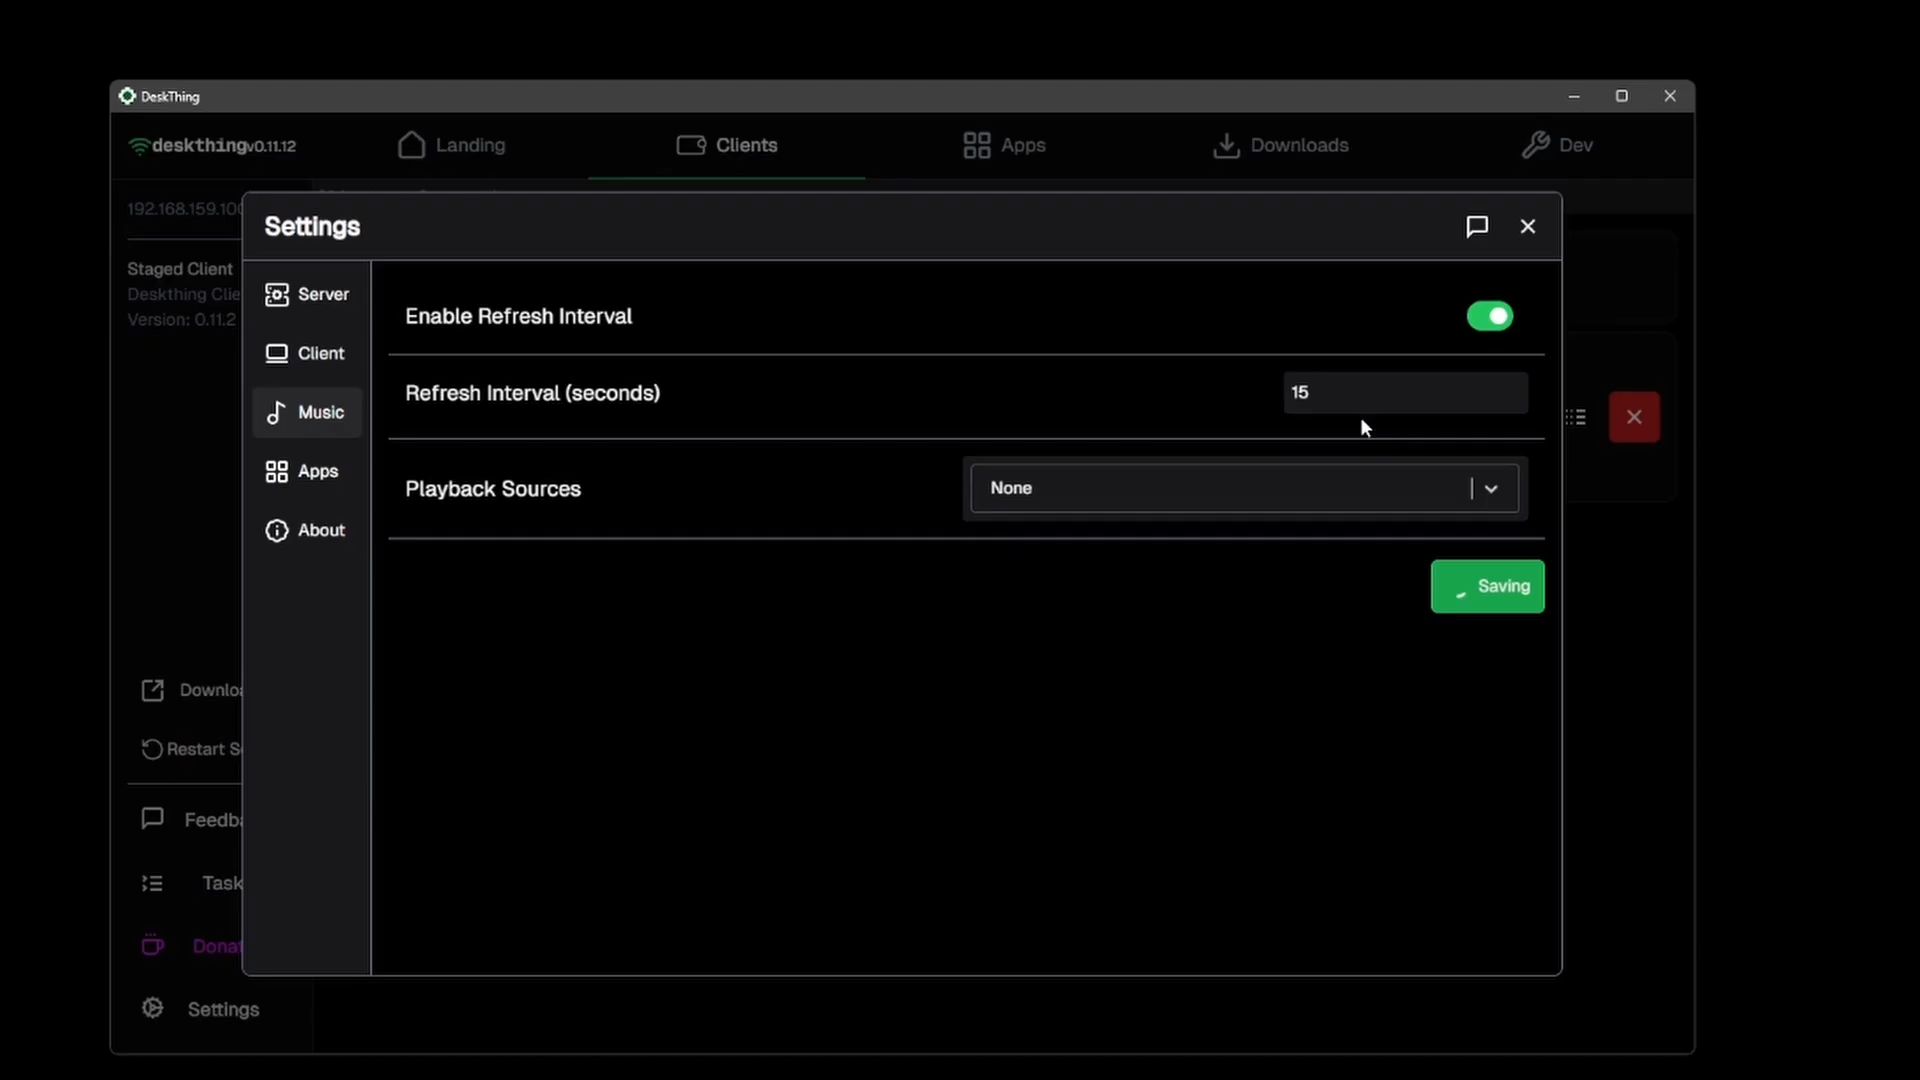 DeskThing
deskthing v0.11.12
Landing
Clients
Apps
Downloads
Dev
192.168.159.100
Settings
Staged Client
Deskthing Clie
Version: 0.11.2
Server
Client
Music
Apps
About
Enable Refresh Interval
Refresh Interval (seconds)
15
Playback Sources
None
Saving
Downloa
Restart S
Feedba
Task
Donat
Settings